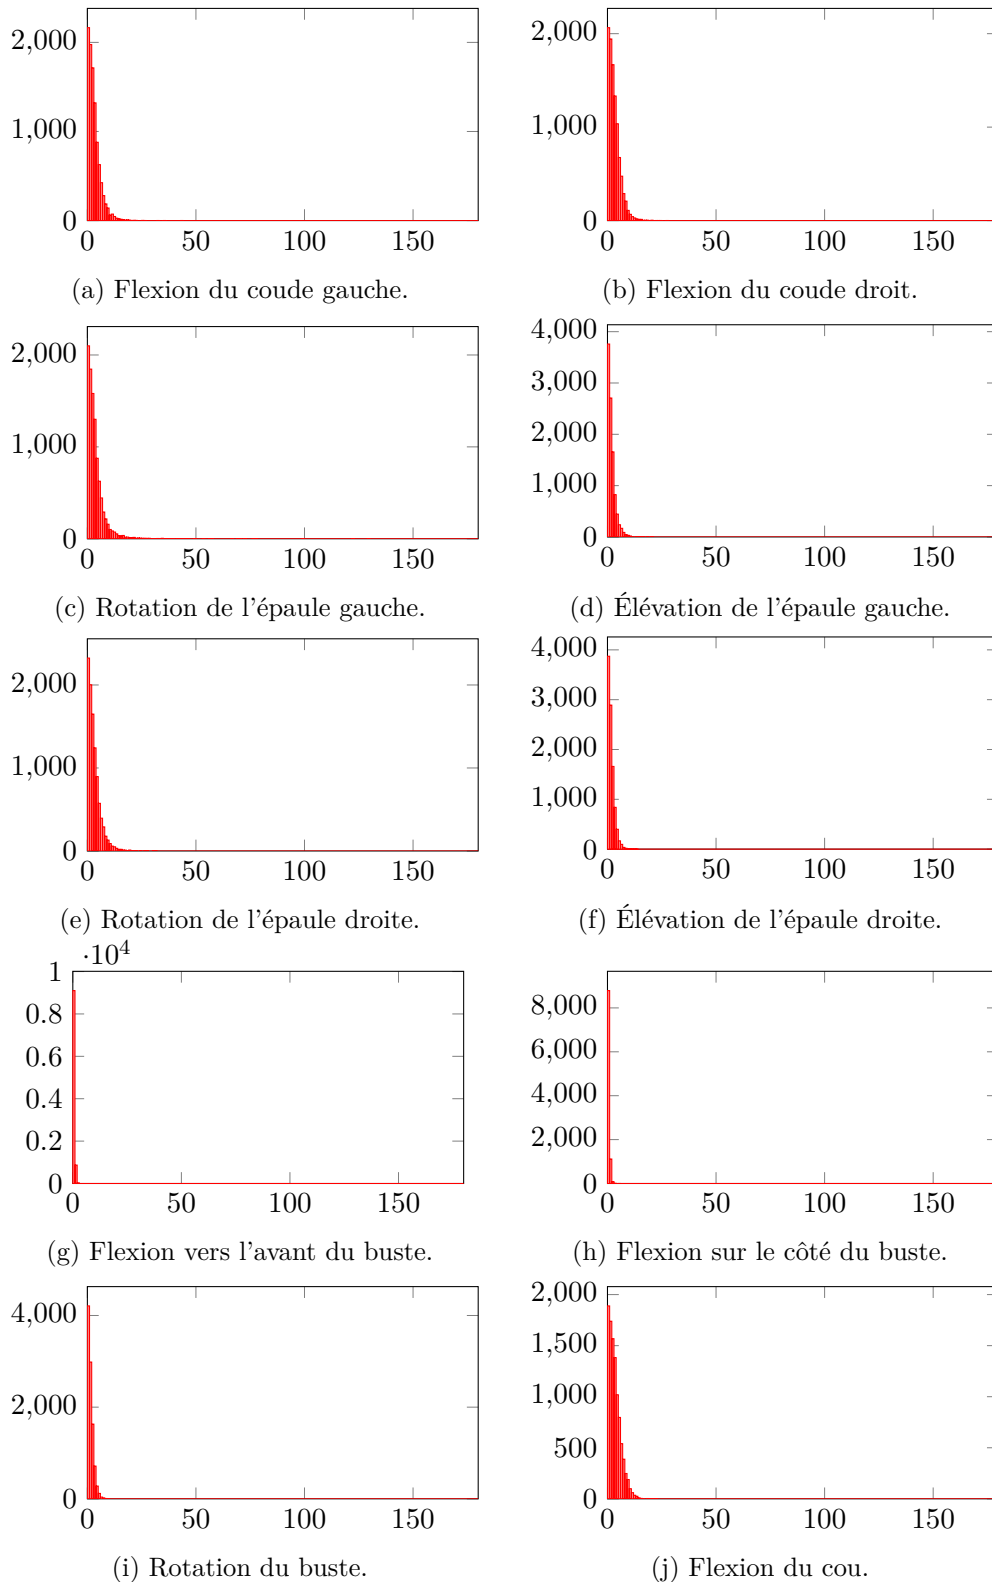 2,000
1,000
0
0 50 100 150
(a) Flexion du coude gauche.
2,000
1,000
0
0 50 100 150
(b) Flexion du coude droit.
2,000
1,000
0
0 50 100 150
(c) Rotation de l'épaule gauche.
4,000
3,000
2,000
1,000
0
0 50 100 150
(d) Élévation de l'épaule gauche.
2,000
1,000
0
0 50 100 150
(e) Rotation de l'épaule droite.
4,000
3,000
2,000
1,000
0
0 50 100 150
(f) Élévation de l'épaule droite.
·10^4
1
0.8
0.6
0.4
0.2
0
0 50 100 150
(g) Flexion vers l'avant du buste.
8,000
6,000
4,000
2,000
0
0 50 100 150
(h) Flexion sur le côté du buste.
4,000
2,000
0
0 50 100 150
(i) Rotation du buste.
2,000
1,500
1,000
500
0
0 50 100 150
(j) Flexion du cou.